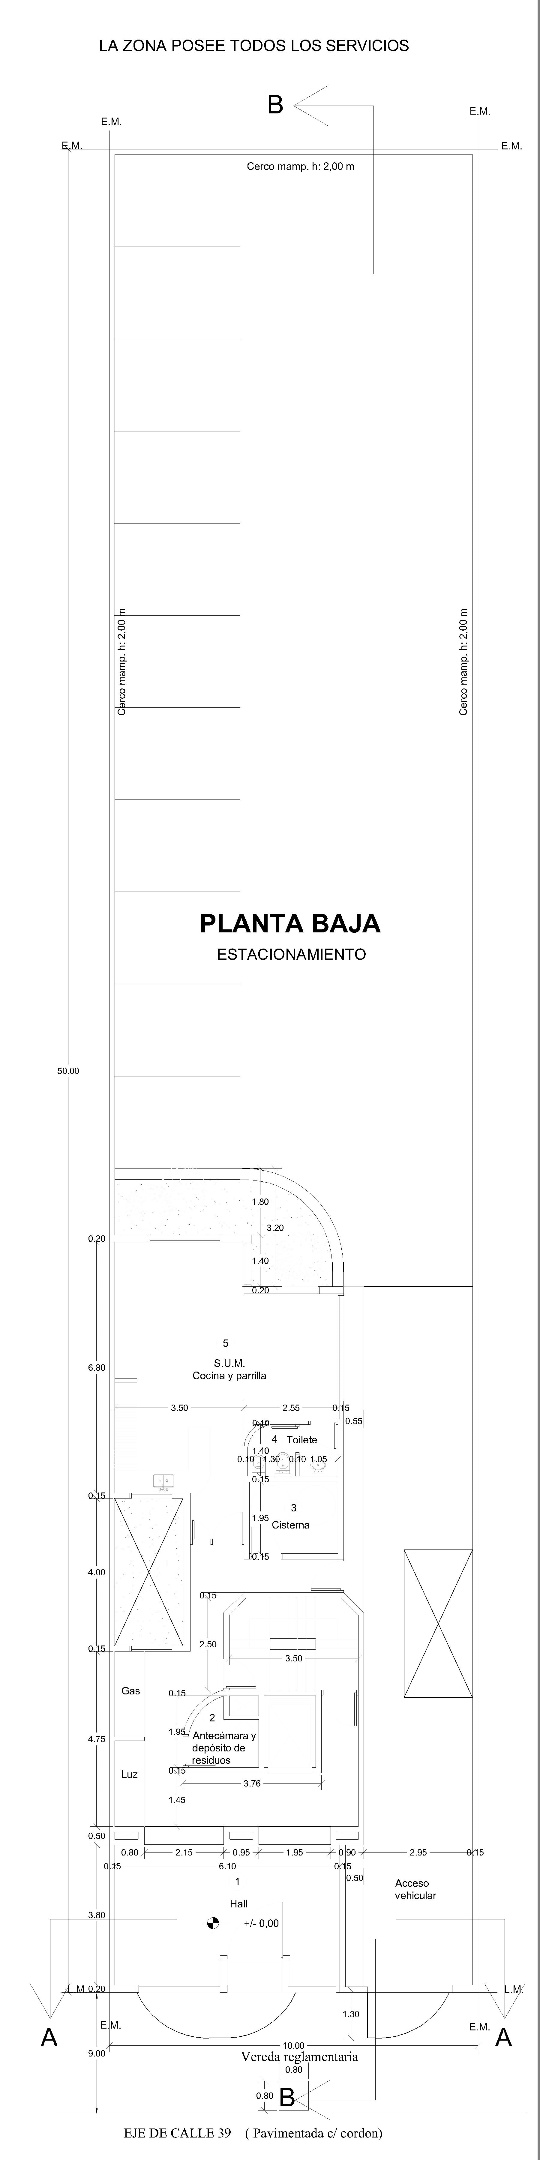 LA ZONA POSEE TODOS LOS SERVICIOS
B
E.M.
E.M.
E.M.
E.M.
Cerco mamp. h: 2,00 m
Cerco mamp. h: 2.00 m
Cerco mamp. h: 2.00 m
PLANTA BAJA
ESTACIONAMIENTO
50.00
1.80
3.20
0.20
1.40
0.20
5
S.U.M.
Cocina y parrilla
6.80
3.50
2.55
0.15
0.55
0.10
4 Toilete
1.40
0.10
1.30
0.10
1.05
0.15
0.15
3
1.95
Cisterna
0.15
4.00
0.15
2.50
0.15
3.50
Gas
0.15
2
1.95
Antecámara y
depósito de
residuos
4.75
Luz
0.15
3.76
1.45
0.50
0.80
2.15
0.95
1.95
0.90
2.95
0.15
0.15
6.10
0.15
0.50
1
Acceso
vehicular
Hall
3.80
+/- 0,00
0.20
L.M.
1.30
E.M.
E.M.
A
A
10.00
9.00
Vereda reglamentaria
0.80
0.80
B
EJE DE CALLE 39 ( Pavimentada c/ cordon)